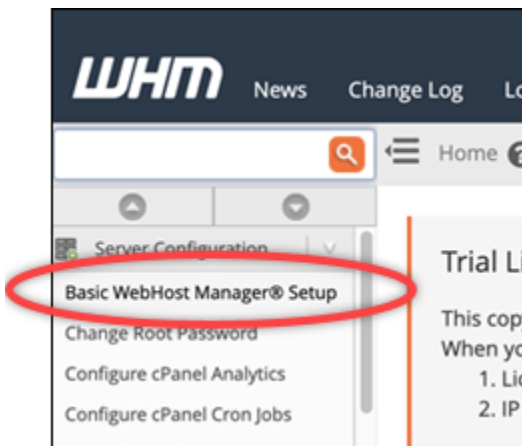 WHM News Change Log Lo
Home
Server Configuration
Basic WebHost Manager® Setup
Change Root Password
Configure cPanel Analytics
Configure cPanel Cron Jobs
Trial Li
This cop
When yo
1. Lic
2. IP